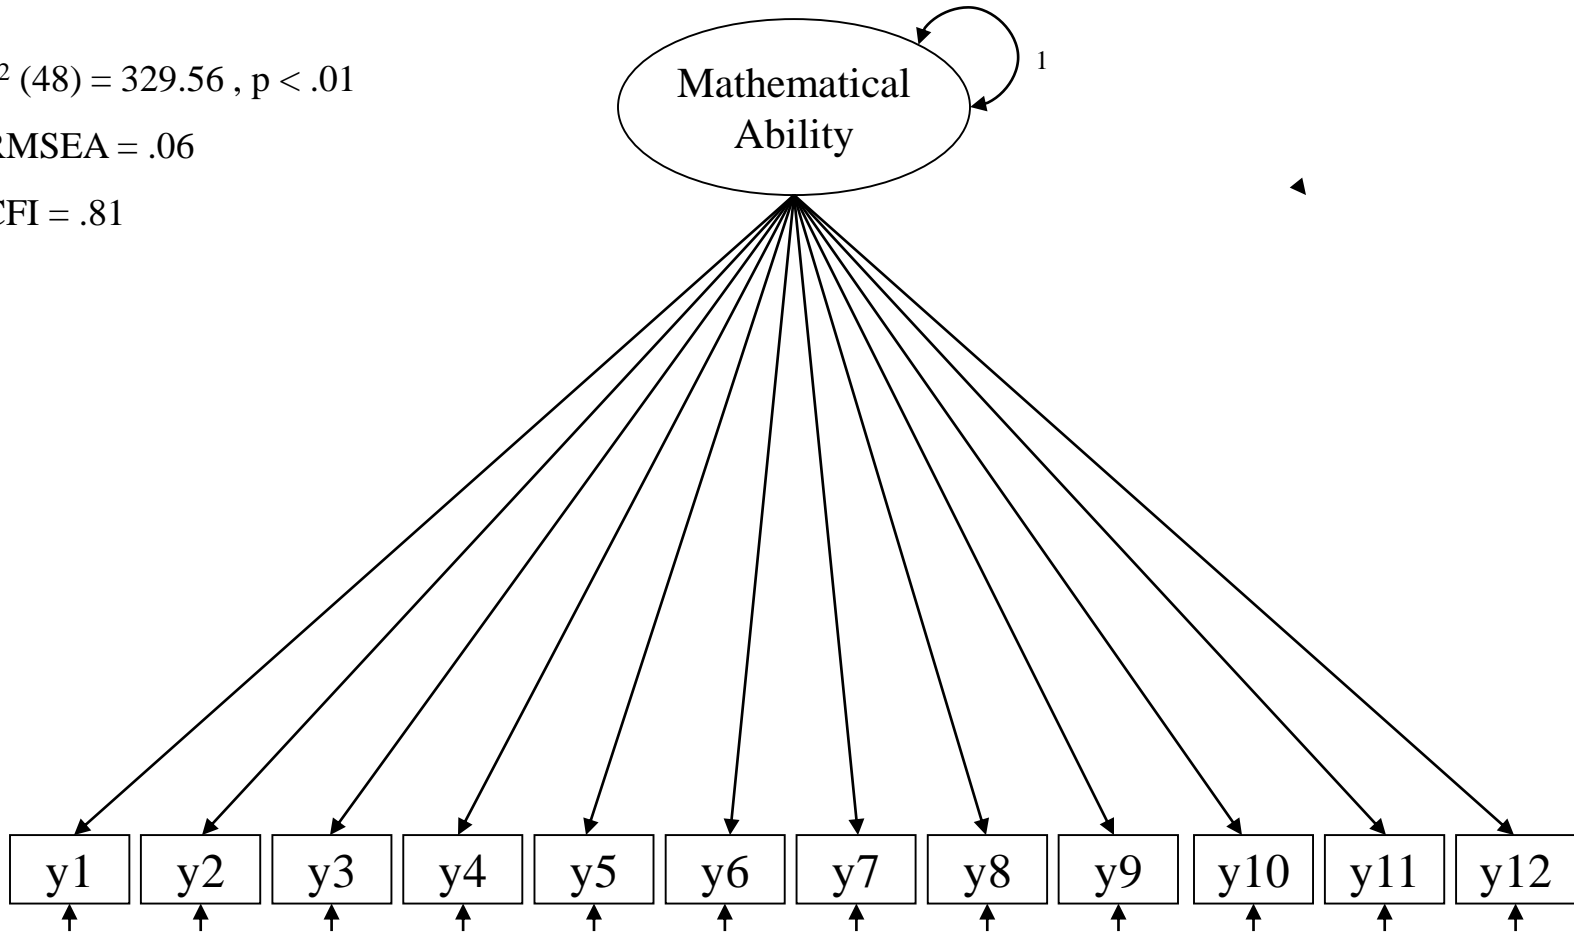 ² (48) = 329.56 , p < .01
RMSEA = .06
CFI = .81
Mathematical
Ability
1
y1 y2 y3 y4 y5 y6 y7 y8 y9 y10 y11 y12